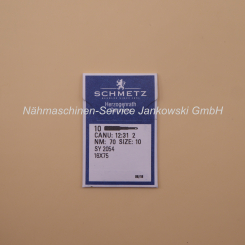 SCHMETZ
Herzogenrath
Nähmaschinen-Service Jankowski GmbH
10
CANU: 12:31 2
NM: 70 SIZE: 10
SY 2054
16X75